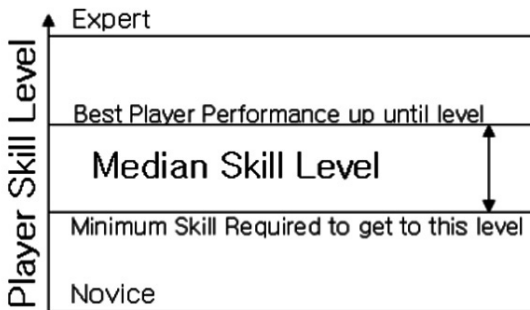 Player Skill Level
Expert
Best Player Performance up until level
Median Skill Level
Minimum Skill Required to get to this level
Novice